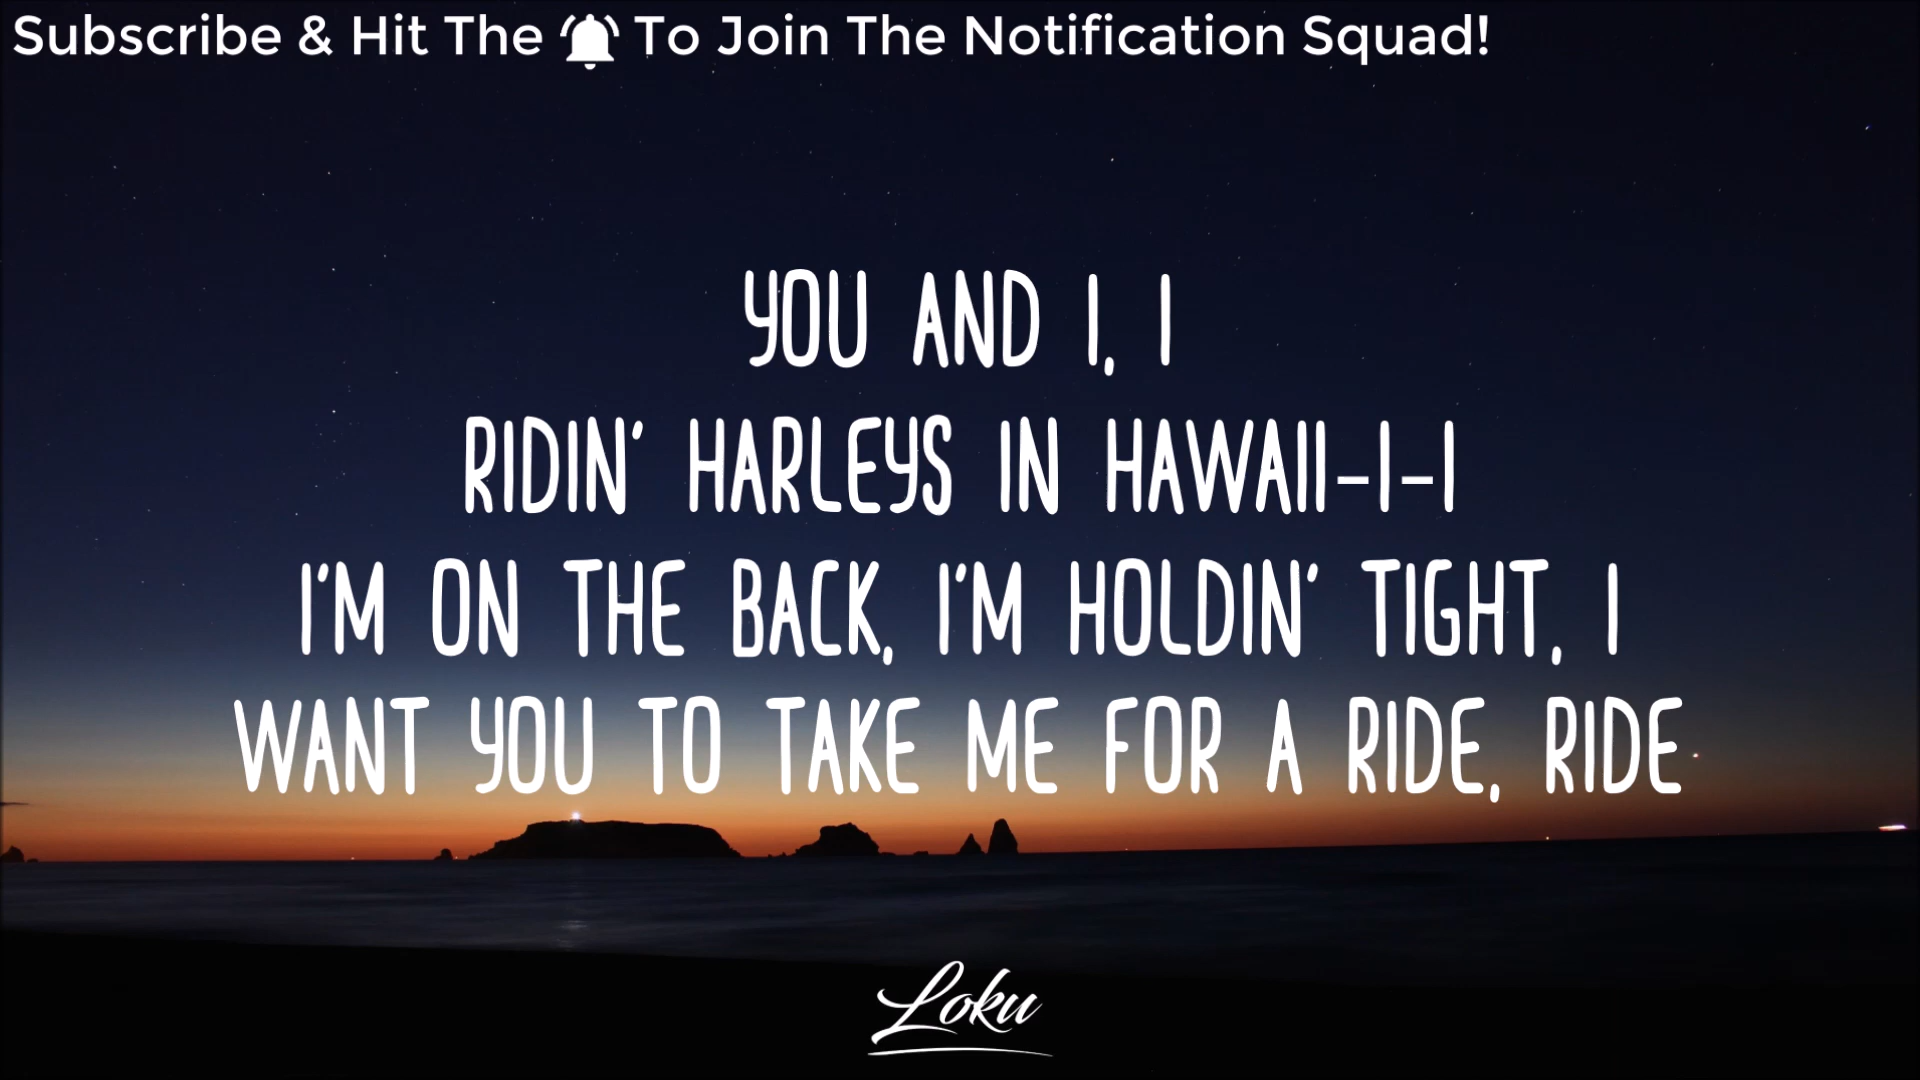 Subscribe & Hit The To Join The Notification Squad!
YOU AND I, I
RIDIN' HARLEYS IN HAWAII-I-I
I'M ON THE BACK, I'M HOLDIN' TIGHT, I
WANT YOU TO TAKE ME FOR A RIDE, RIDE
Loku